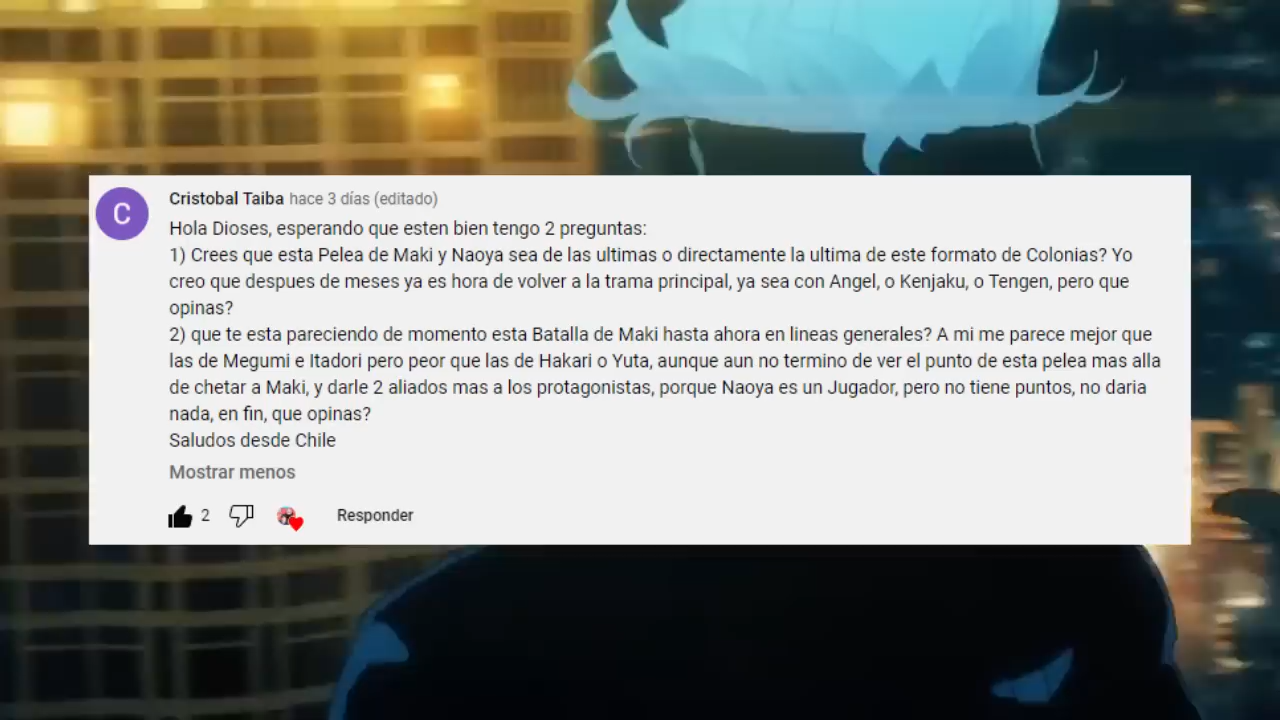 C
Cristobal Taiba hace 3 días (editado)
Hola Dioses, esperando que esten bien tengo 2 preguntas:
1) Crees que esta Pelea de Maki y Naoya sea de las ultimas o directamente la ultima de este formato de Colonias? Yo
creo que despues de meses ya es hora de volver a la trama principal, ya sea con Angel, o Kenjaku, o Tengen, pero que
opinas?
2) que te esta pareciendo de momento esta Batalla de Maki hasta ahora en lineas generales? A mi me parece mejor que
las de Megumi e Itadori pero peor que las de Hakari o Yuta, aunque aun no termino de ver el punto de esta pelea mas alla
de chetar a Maki, y darle 2 aliados mas a los protagonistas, porque Naoya es un Jugador, pero no tiene puntos, no daria
nada, en fin, que opinas?
Saludos desde Chile
Mostrar menos
2 Responder